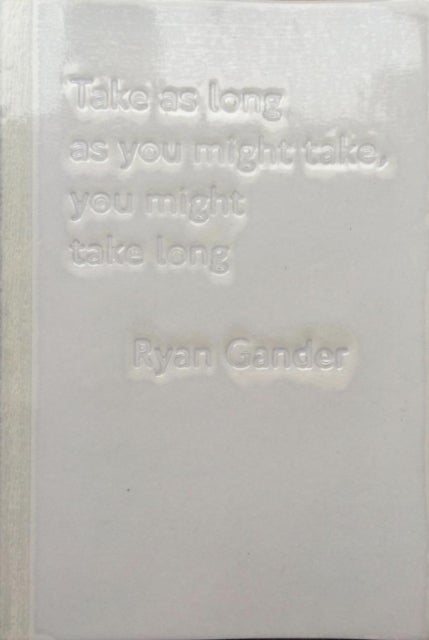 Take as long
as you might take,
you might
take long
Ryan Gander